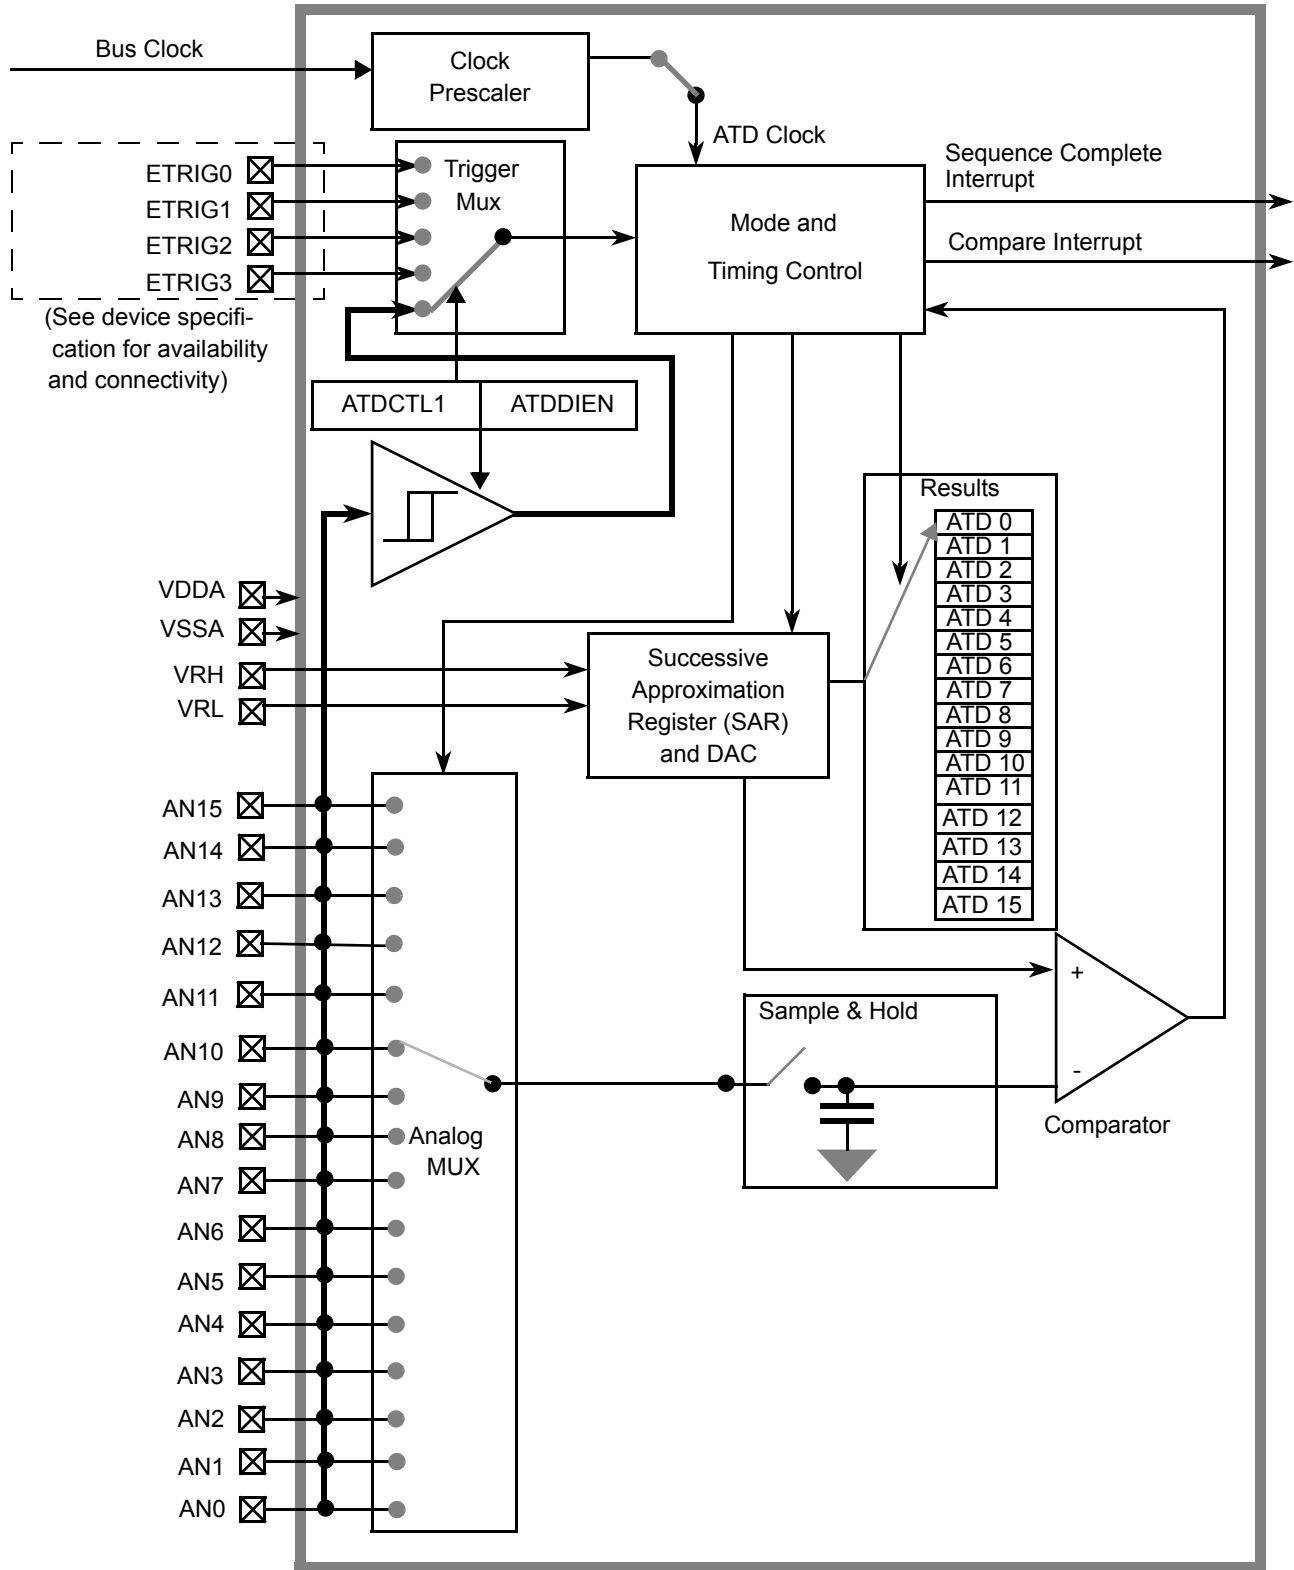 Bus Clock
Clock
Prescaler
ATD Clock
ETRIG0
ETRIG1
ETRIG2
ETRIG3
(See device specifi-
cation for availability
and connectivity)
Trigger
Mux
Mode and
Timing Control
Sequence Complete
Interrupt
Compare Interrupt
ATDCTL1
ATDDIEN
Results
ATD 0
ATD 1
ATD 2
ATD 3
ATD 4
ATD 5
ATD 6
ATD 7
ATD 8
ATD 9
ATD 10
ATD 11
ATD 12
ATD 13
ATD 14
ATD 15
VDDA
VSSA
VRH
VRL
Successive
Approximation
Register (SAR)
and DAC
AN15
AN14
AN13
AN12
AN11
AN10
AN9
AN8
AN7
AN6
AN5
AN4
AN3
AN2
AN1
AN0
Analog
MUX
Sample & Hold
+
-
Comparator